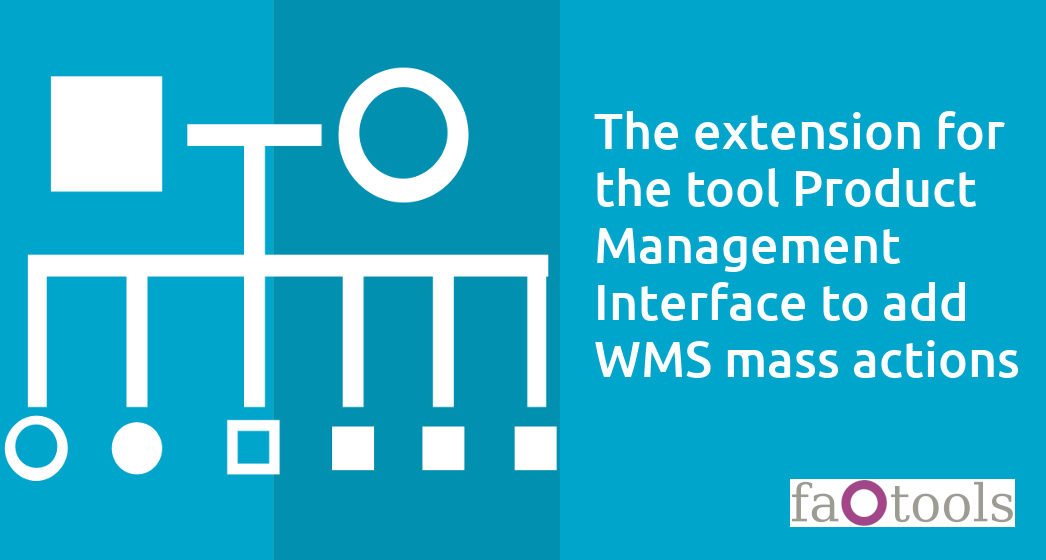 The extension for
the tool Product
Management
Interface to add
WMS mass actions
faOtools